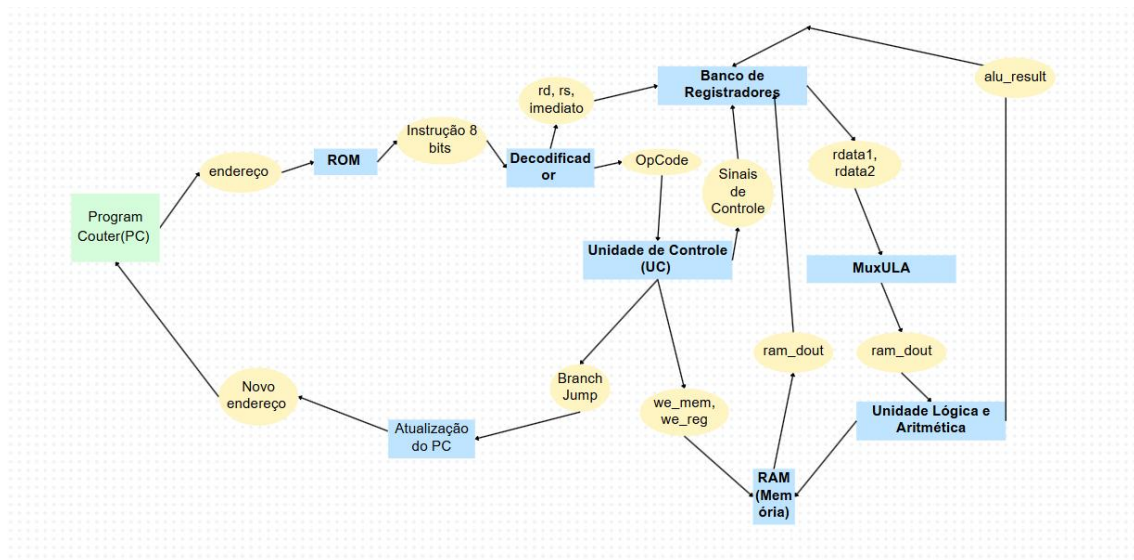 Program
Couter(PC)
endereço
ROM
Instrução 8
bits
Decodificad
or
rd, rs,
imediato
OpCode
Banco de
Registradores
alu_result
Sinais
de
Controle
rdata1,
rdata2
Unidade de Controle
(UC)
MuxULA
ram_dout
ram_dout
Branch
Jump
we_mem,
we_reg
Unidade Lógica e
Aritmética
Novo
endereço
Atualização
do PC
RAM
(Mem
ória)